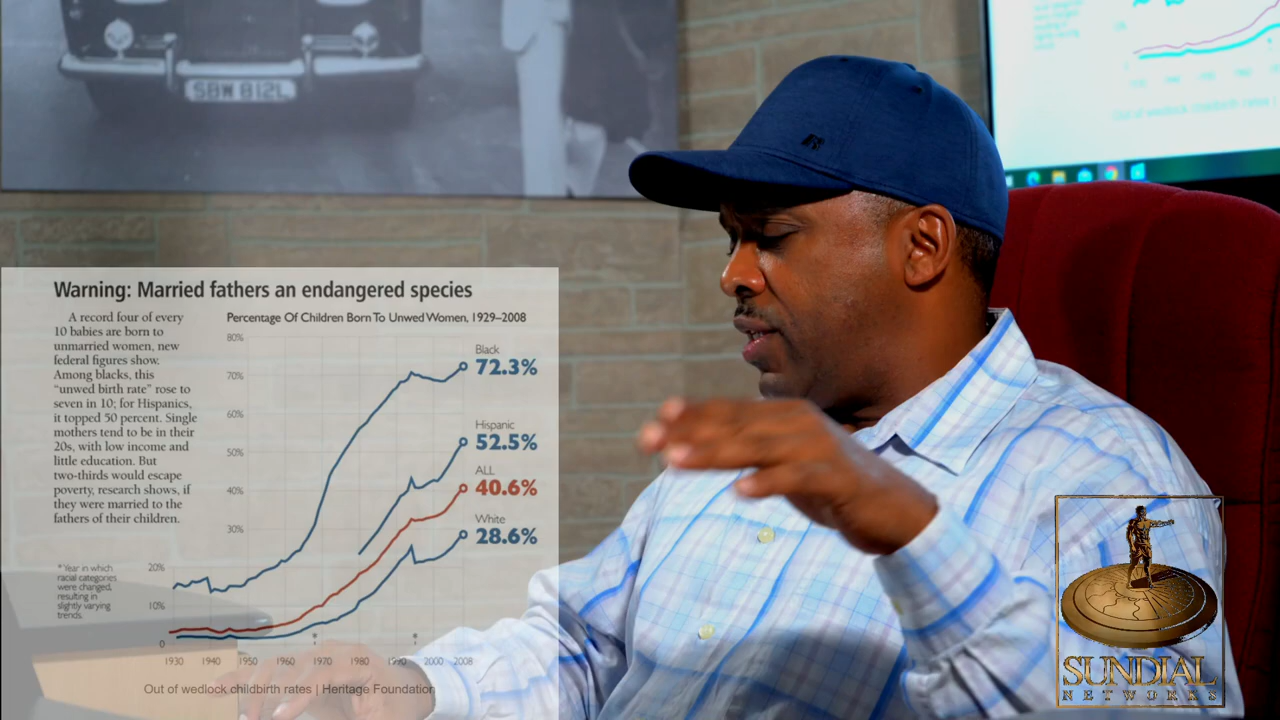 SBW 812L
Out of wedlock childbirth rates |
Warning: Married fathers an endangered species
A record four of every
10 babies are born to
unmarried women, new
federal figures show.
Among blacks, this
“unwed birth rate” rose to
seven in 10; for Hispanics,
it topped 50 percent. Single
mothers tend to be in their
20s, with low income and
little education. But
two-thirds would escape
poverty, research shows, if
they were married to the
fathers of their children.
* Year in which
racial categories
were changed,
resulting in
slightly varying
trends.
Percentage Of Children Born To Unwed Women, 1929–2008
80%
70%
60%
50%
40%
30%
20%
10%
0
Black
72.3%
Hispanic
52.5%
ALL
40.6%
White
28.6%
* *
1930 1940 1950 1960 1970 1980 1990 2000 2008
Out of wedlock childbirth rates | Heritage Foundation
SUNDIAL
NETWORKS